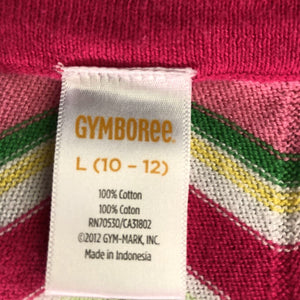 GYMBOREE.
L (10 - 12)
100% Cotton
100% Coton
RN70530/CA31802
©2012 GYM-MARK, INC.
Made in Indonesia